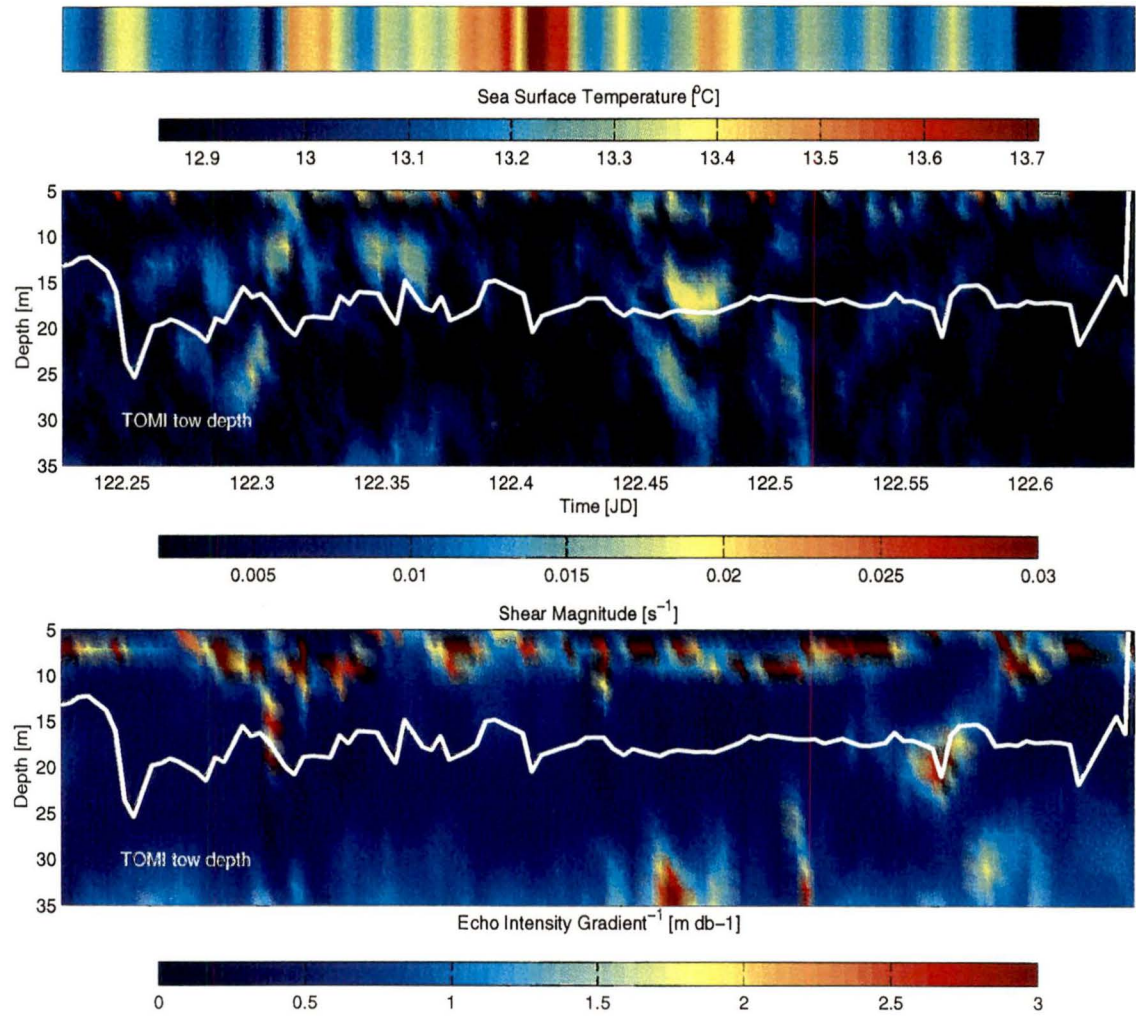 Sea Surface Temperature [°C]
12.9 13 13.1 13.2 13.3 13.4 13.5 13.6 13.7
5
10
15
20
25
30
35
Depth [m]
TOMI tow depth
122.25 122.3 122.35 122.4 122.45 122.5 122.55 122.6
Time [JD]
0.005 0.01 0.015 0.02 0.025 0.03
Shear Magnitude [s⁻¹]
5
10
15
20
25
30
35
Depth [m]
TOMI tow depth
Echo Intensity Gradient⁻¹ [m db–1]
0 0.5 1 1.5 2 2.5 3